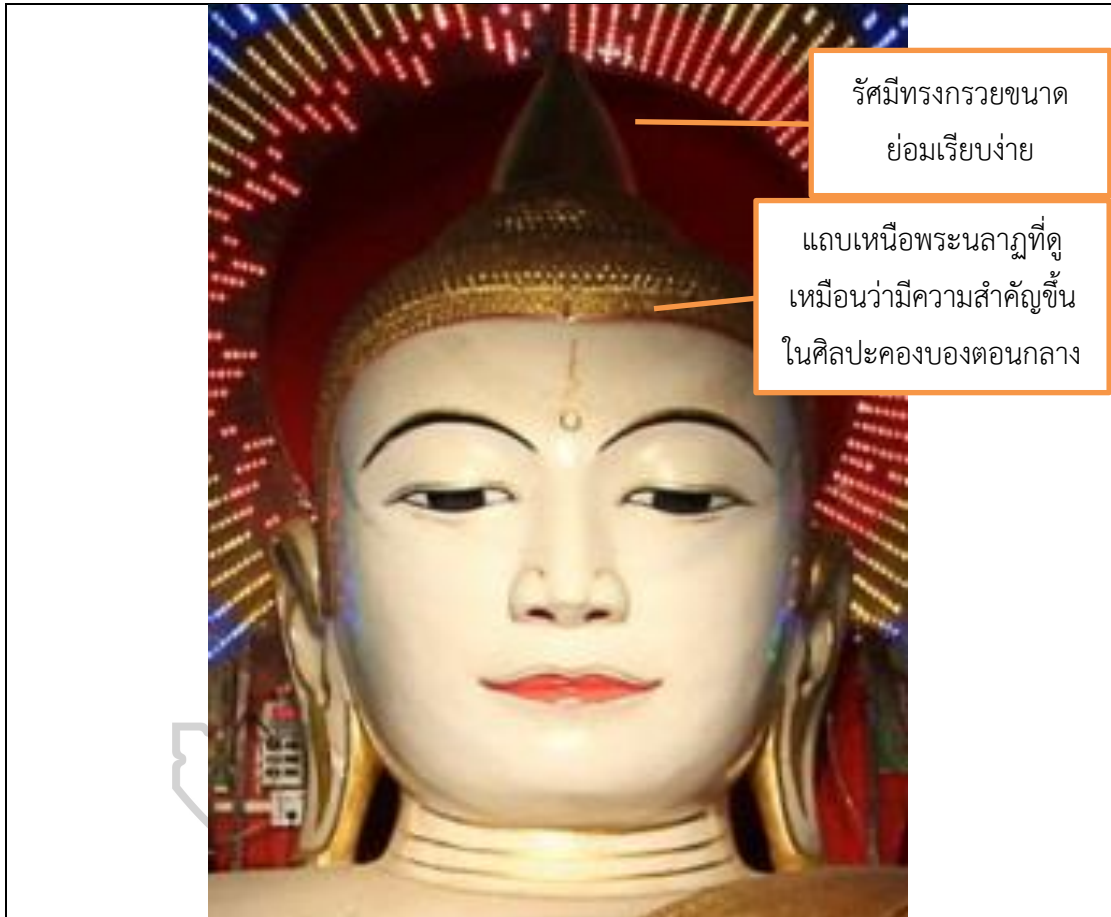 รัศมีทรงกรวยขนาด
ย่อมเรียบง่าย
แถบเหนือพระนลาฏที่ดู
เหมือนว่ามีความสำคัญขึ้น
ในศิลปะคองบองตอนกลาง